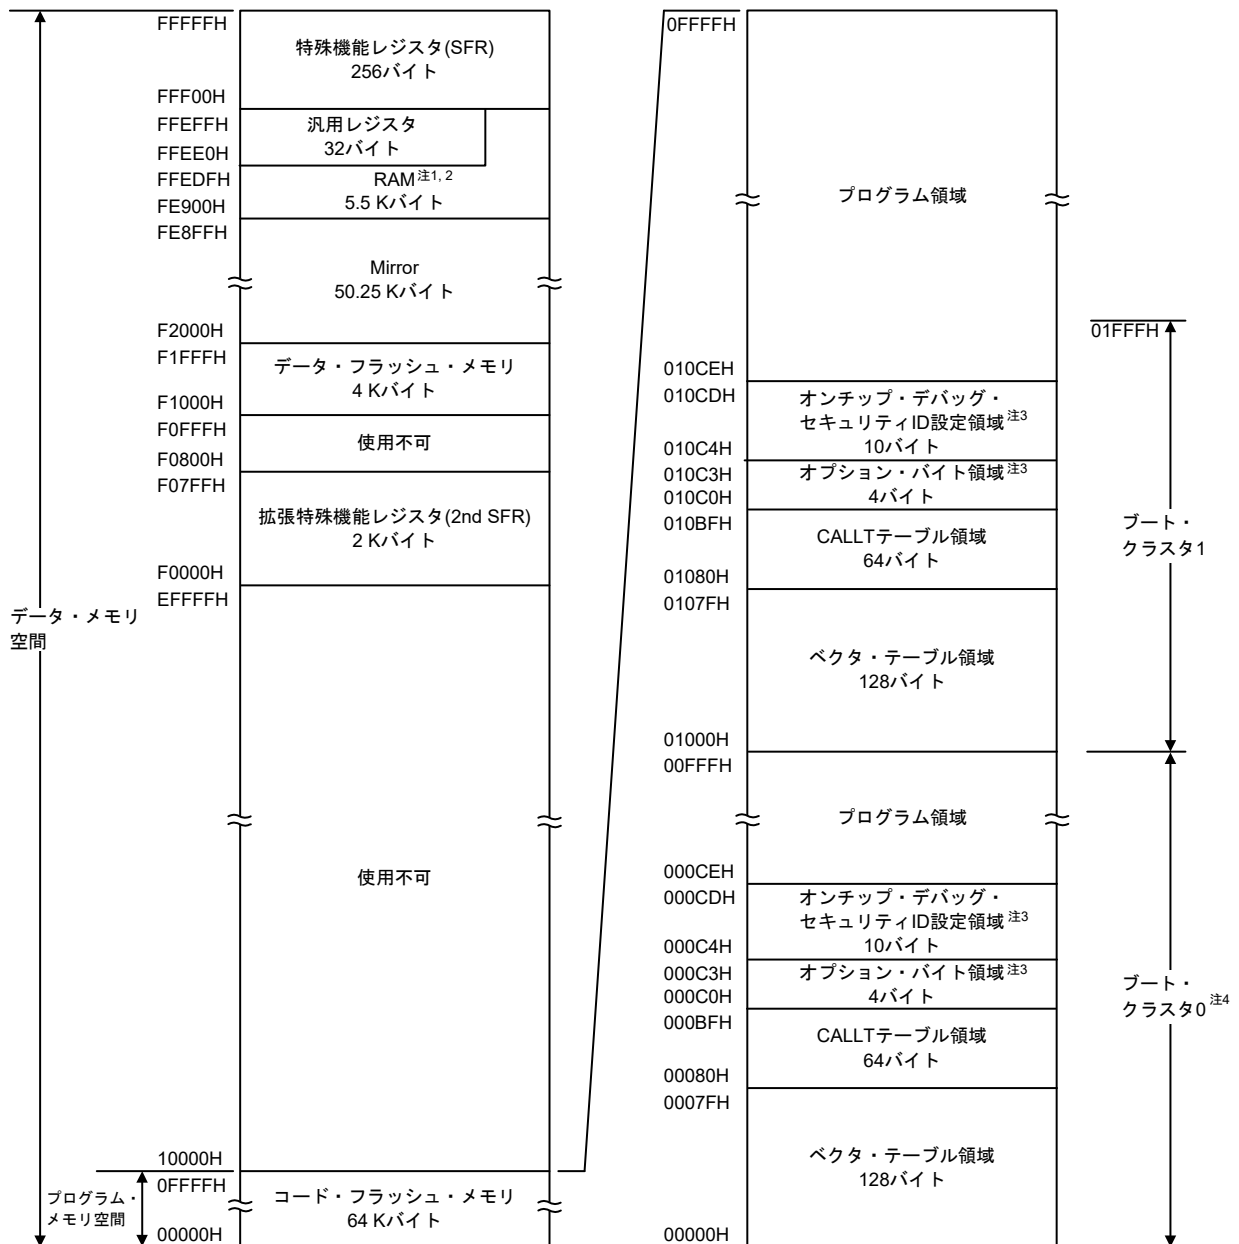 FFFFFH
特殊機能レジスタ(SFR)
256バイト
FFF00H
FFEFFH
汎用レジスタ
32バイト
FFEE0H
FFEDFH
RAM注1, 2
5.5 Kバイト
FE900H
FE8FFH
Mirror
50.25 Kバイト
F2000H
F1FFFH
データ・フラッシュ・メモリ
4 Kバイト
F1000H
F0FFFH
使用不可
F0800H
F07FFH
拡張特殊機能レジスタ(2nd SFR)
2 Kバイト
F0000H
EFFFFH
データ・メモリ
空間
使用不可
10000H
0FFFFH
コード・フラッシュ・メモリ
64 Kバイト
プログラム・
メモリ空間
00000H
0FFFFH
プログラム領域
01FFFH
010CEH
010CDH
オンチップ・デバッグ・
セキュリティID設定領域注3
10バイト
010C4H
010C3H
オプション・バイト領域注3
4バイト
010C0H
010BFH
CALLTテーブル領域
64バイト
01080H
0107FH
ブート・
クラスタ1
ベクタ・テーブル領域
128バイト
01000H
00FFFH
プログラム領域
000CEH
000CDH
オンチップ・デバッグ・
セキュリティID設定領域注3
10バイト
000C4H
000C3H
オプション・バイト領域注3
4バイト
000C0H
000BFH
CALLTテーブル領域
64バイト
00080H
0007FH
ブート・
クラスタ0注4
ベクタ・テーブル領域
128バイト
00000H